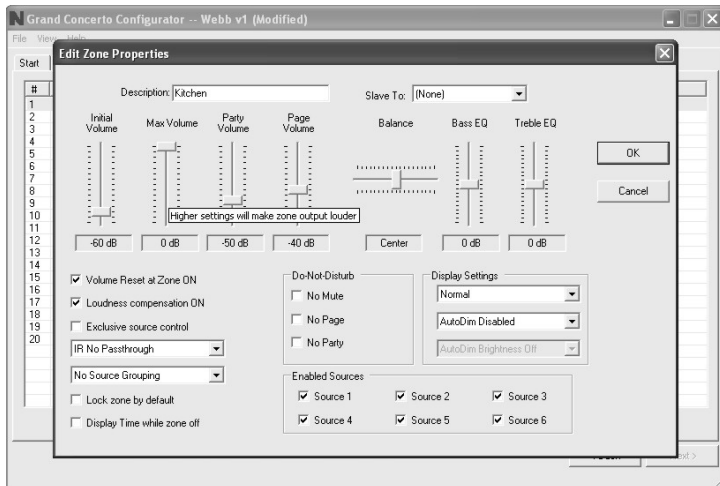 Grand Concerto Configurator -- Webb v1 (Modified)
File View Help
Start
Edit Zone Properties
#
1
2
3
4
5
6
7
8
9
10
11
12
13
14
15
16
17
18
19
20
Description: Kitchen
Slave To: (None)
Initial Volume
Max Volume
Party Volume
Page Volume
Balance
Bass EQ
Treble EQ
OK
Cancel
Higher settings will make zone output louder
-60 dB
0 dB
-50 dB
-40 dB
Center
0 dB
0 dB
Volume Reset at Zone ON
Loudness compensation ON
Exclusive source control
IR No Passthrough
No Source Grouping
Lock zone by default
Display Time while zone off
Do-Not-Disturb
No Mute
No Page
No Party
Display Settings
Normal
AutoDim Disabled
AutoDim Brightness Off
Enabled Sources
Source 1 Source 2 Source 3
Source 4 Source 5 Source 6